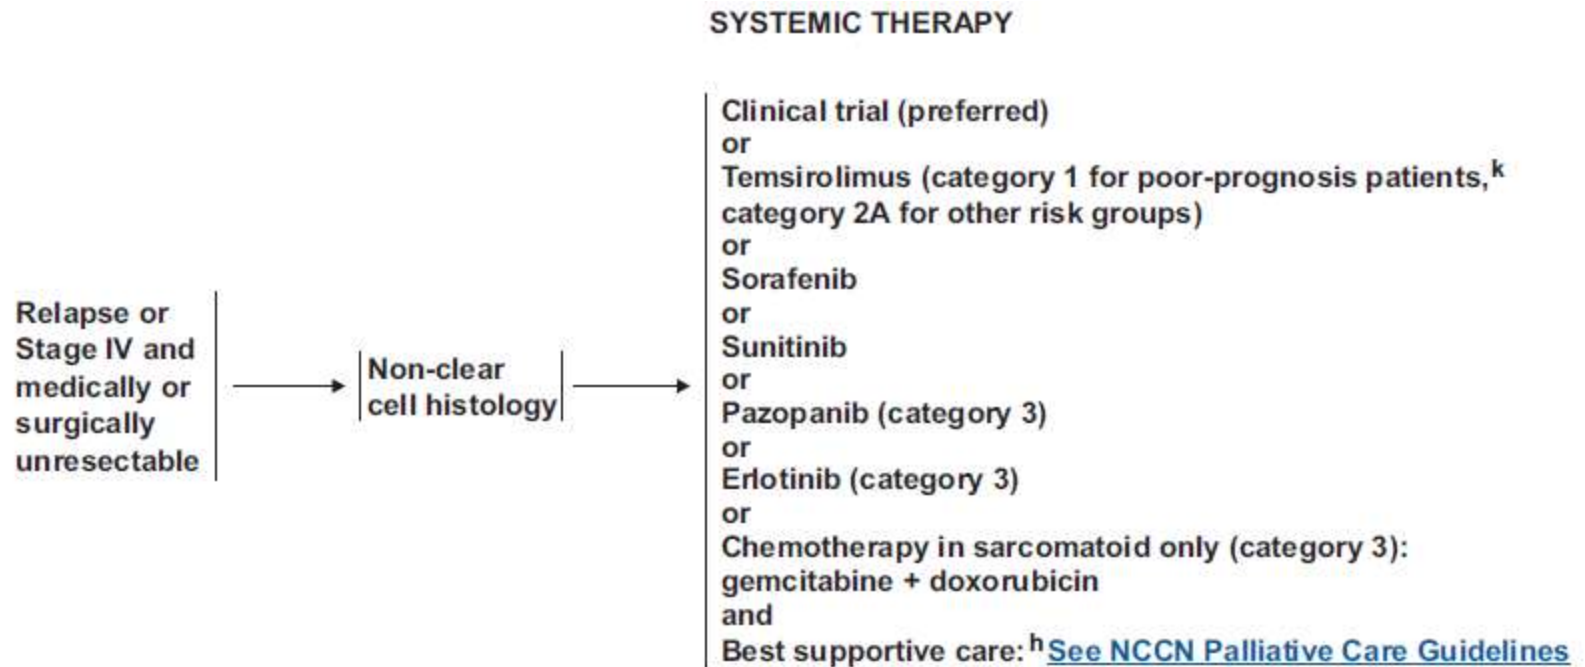 SYSTEMIC THERAPY
Relapse or
Stage IV and
medically or
surgically
unresectable
Non-clear
cell histology
Clinical trial (preferred)
or
Temsirolimus (category 1 for poor-prognosis patients,k
category 2A for other risk groups)
or
Sorafenib
or
Sunitinib
or
Pazopanib (category 3)
or
Erlotinib (category 3)
or
Chemotherapy in sarcomatoid only (category 3):
gemcitabine + doxorubicin
and
Best supportive care:h See NCCN Palliative Care Guidelines